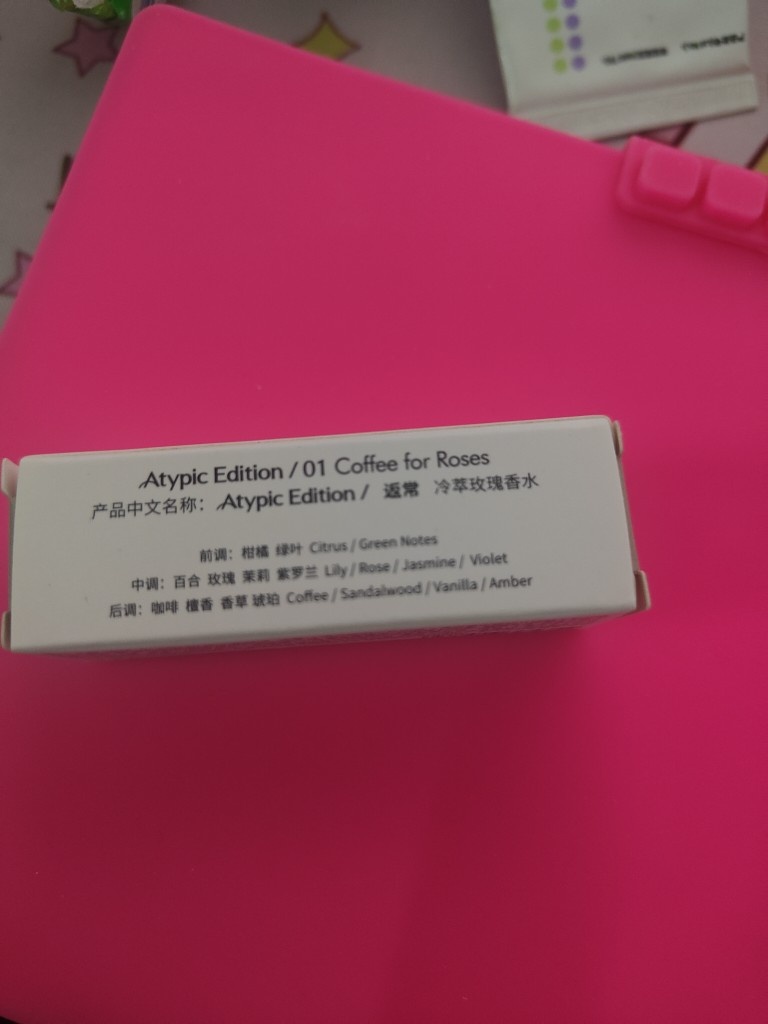 Atypic Edition / 01 Coffee for Roses
产品中文名称：Atypic Edition / 返常 冷萃玫瑰香水
前调：柑橘 绿叶 Citrus / Green Notes
中调：百合 玫瑰 茉莉 紫罗兰 Lily / Rose / Jasmine / Violet
后调：咖啡 檀香 香草 琥珀 Coffee / Sandalwood / Vanilla / Amber